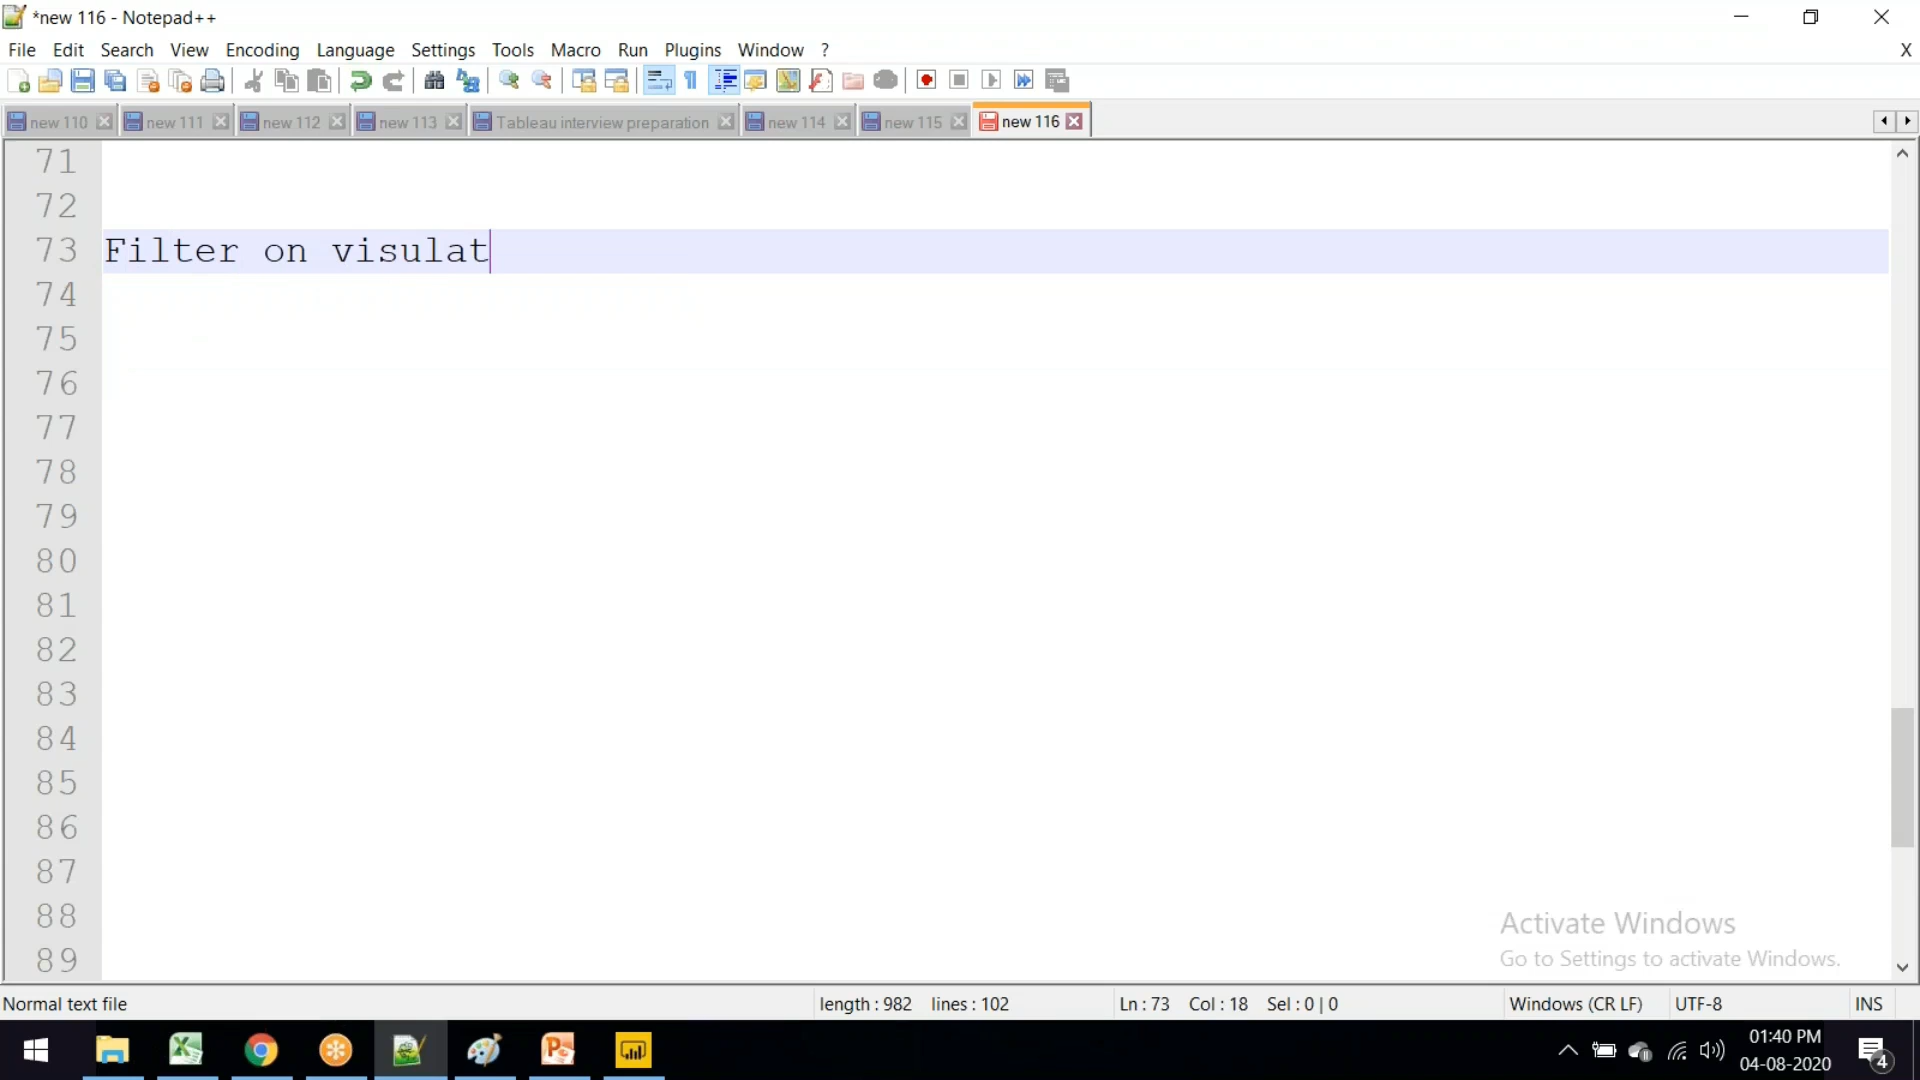 *new 116 - Notepad++
File Edit Search View Encoding Language Settings Tools Macro Run Plugins Window ? X
new 110 new 111 new 112 new 113 Tableau interview preparation new 114 new 115 new 116
71
72
73 Filter on visulat
74
75
76
77
78
79
80
81
82
83
84
85
86
87
88
89
Activate Windows
Go to Settings to activate Windows.
Normal text file length : 982 lines : 102 Ln : 73 Col : 18 Sel : 0 | 0 Windows (CR LF) UTF-8 INS
01:40 PM
04-08-2020
4